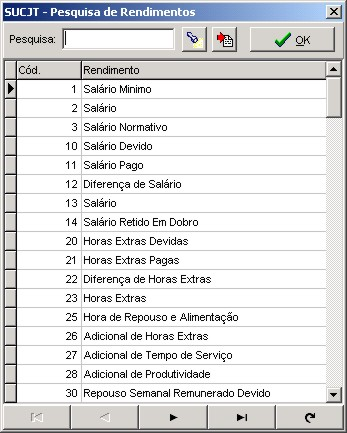 SUCJT - Pesquisa de Rendimentos
Pesquisa: OK
Cód. Rendimento
1 Salário Minimo
2 Salário
3 Salário Normativo
10 Salário Devido
11 Salário Pago
12 Diferença de Salário
13 Salário
14 Salário Retido Em Dobro
20 Horas Extras Devidas
21 Horas Extras Pagas
22 Diferença de Horas Extras
23 Horas Extras
25 Hora de Repouso e Alimentação
26 Adicional de Horas Extras
27 Adicional de Tempo de Serviço
28 Adicional de Produtividade
30 Repouso Semanal Remunerado Devido